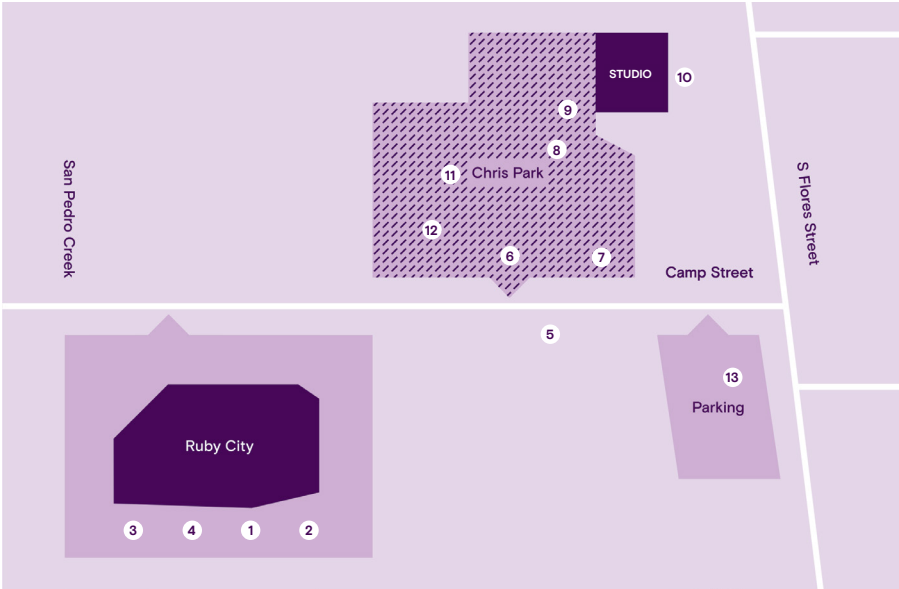 STUDIO
10
9
8
San Pedro Creek
11
Chris Park
S Flores Street
12
6
7
Camp Street
5
13
Parking
Ruby City
3
4
1
2